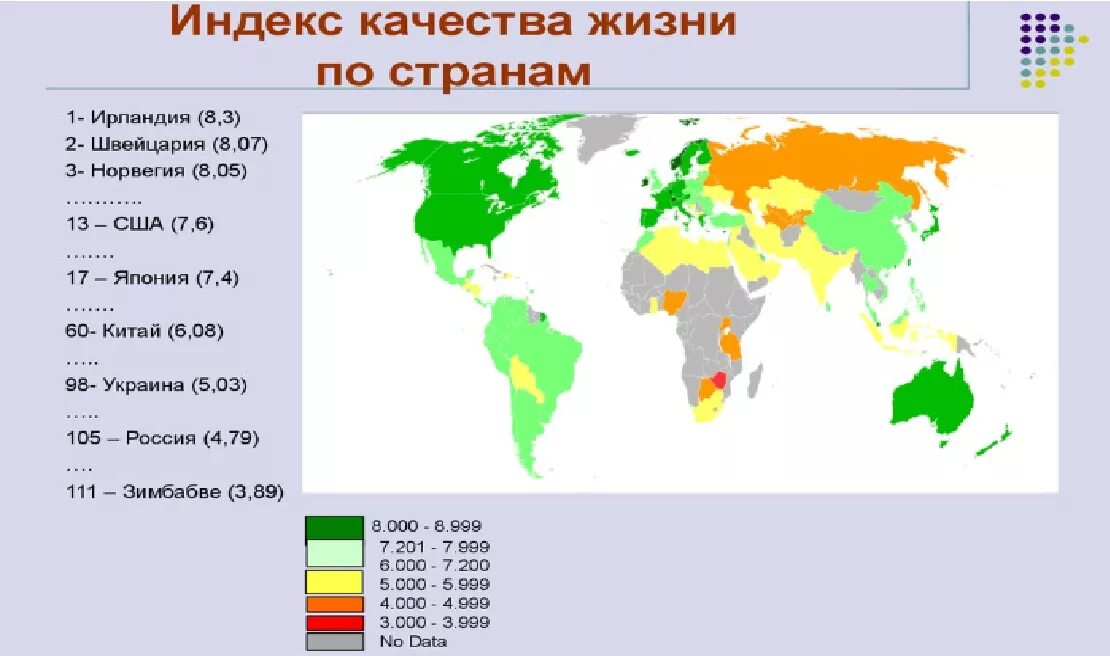 Индекс качества жизни
по странам
1- Ирландия (8,3)
2- Швейцария (8,07)
3- Норвегия (8,05)
………..
13 – США (7,6)
…….
17 – Япония (7,4)
…….
60- Китай (6,08)
…..
98- Украина (5,03)
…..
105 – Россия (4,79)
….
111 – Зимбабве (3,89)
8.000 - 8.999
7.201 - 7.999
6.000 - 7.200
5.000 - 5.999
4.000 - 4.999
3.000 - 3.999
No Data